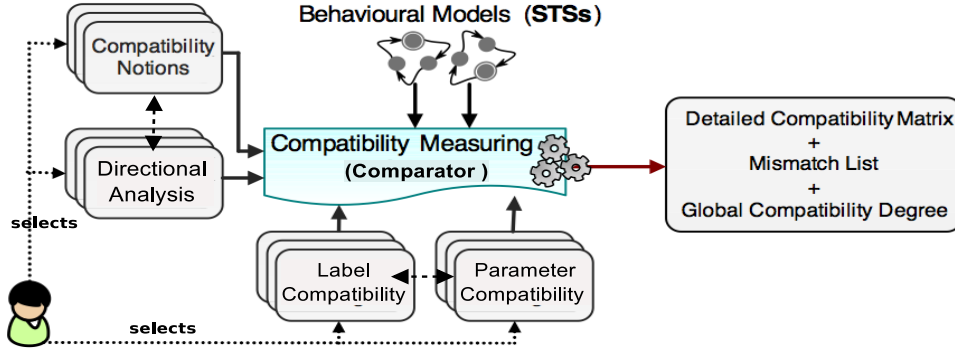 Behavioural Models (STSs)
Compatibility
Notions
Directional
Analysis
selects
Compatibility Measuring
(Comparator )
Detailed Compatibility Matrix
+
Mismatch List
+
Global Compatibility Degree
Label
Compatibility
Parameter
Compatibility
selects